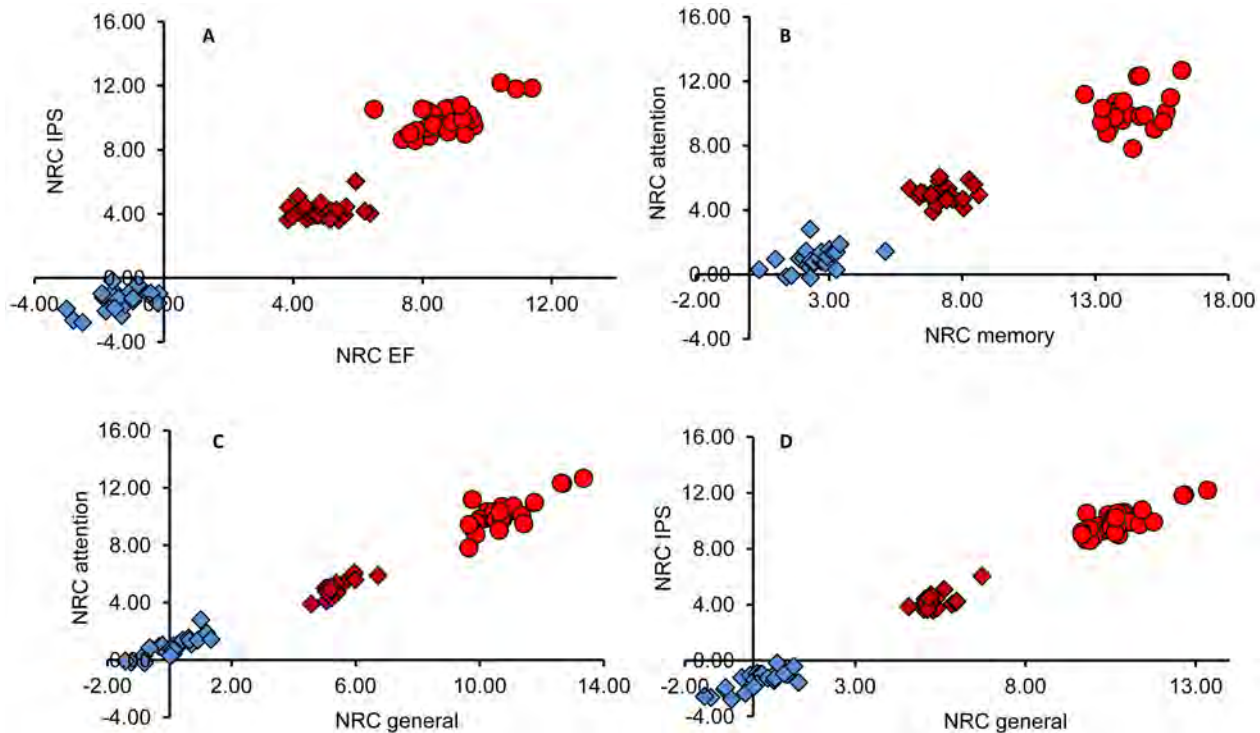 A
NRC IPS
16.00
12.00
8.00
4.00
0.00
-4.00
-4.00 0.00 4.00 8.00 12.00
NRC EF
B
NRC attention
16.00
12.00
8.00
4.00
0.00
-4.00
-2.00 3.00 8.00 13.00 18.00
NRC memory
C
NRC attention
16.00
12.00
8.00
4.00
0.00
-4.00
-2.00 2.00 6.00 10.00 14.00
NRC general
D
NRC IPS
16.00
12.00
8.00
4.00
0.00
-4.00
-2.00 3.00 8.00 13.00
NRC general